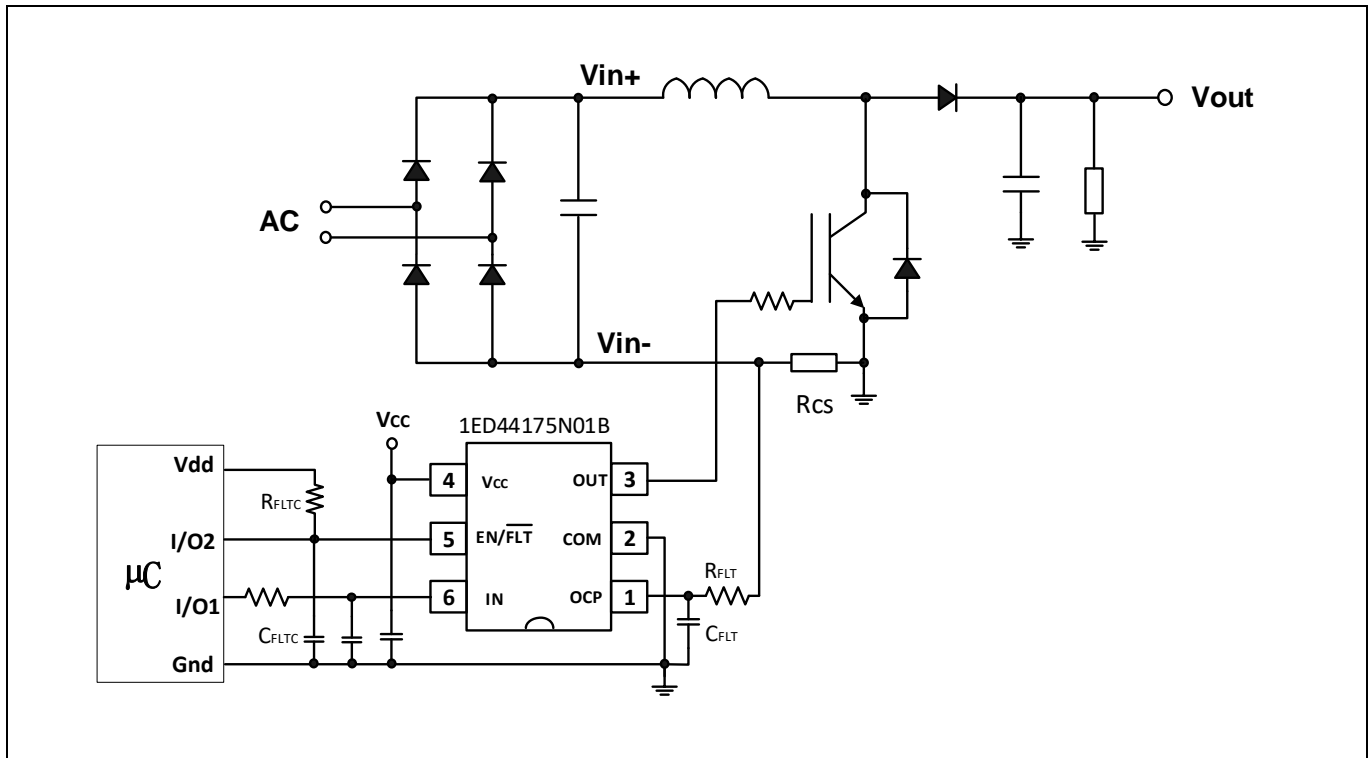 Vin+
Vout
AC
Vin-
RCS
VCC
1ED44175N01B
Vdd
4
VCC
OUT
3
RFLTC
I/O2
5
EN/FLT
COM
2
μC
RFLT
I/O1
6
IN
OCP
1
CFLTC
CFLT
Gnd